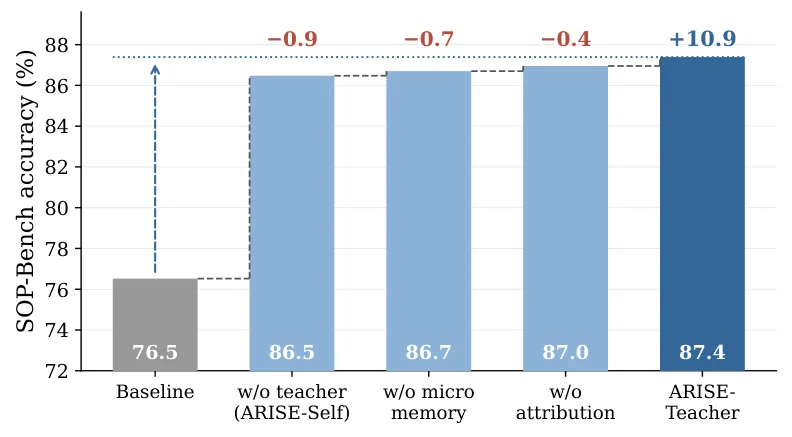 SOP-Bench accuracy (%)
88
86
84
82
80
78
76
74
72
−0.9
−0.7
−0.4
+10.9
76.5
86.5
86.7
87.0
87.4
Baseline
w/o teacher
(ARISE-Self)
w/o micro
memory
w/o
attribution
ARISE-
Teacher